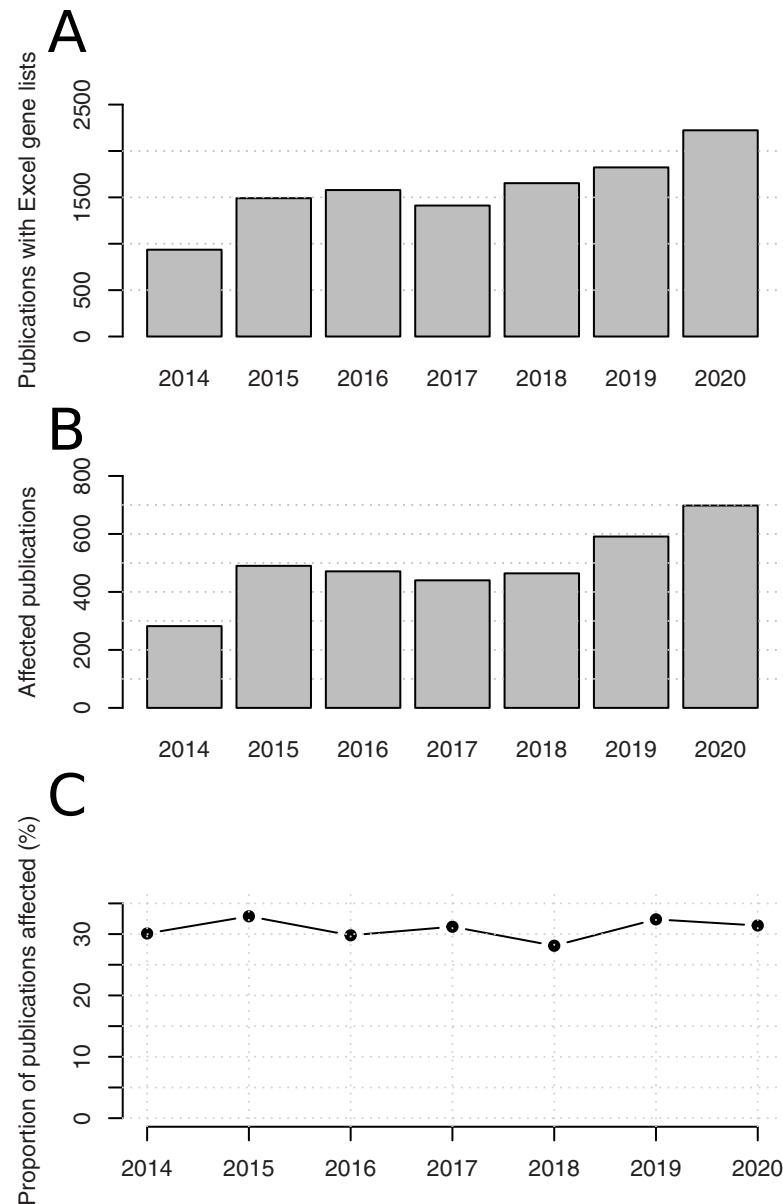 A
Publications with Excel gene lists
2500
1500
500
0
2014 2015 2016 2017 2018 2019 2020
B
Affected publications
800
600
400
200
0
2014 2015 2016 2017 2018 2019 2020
C
Proportion of publications affected (%)
30
20
10
0
2014 2015 2016 2017 2018 2019 2020